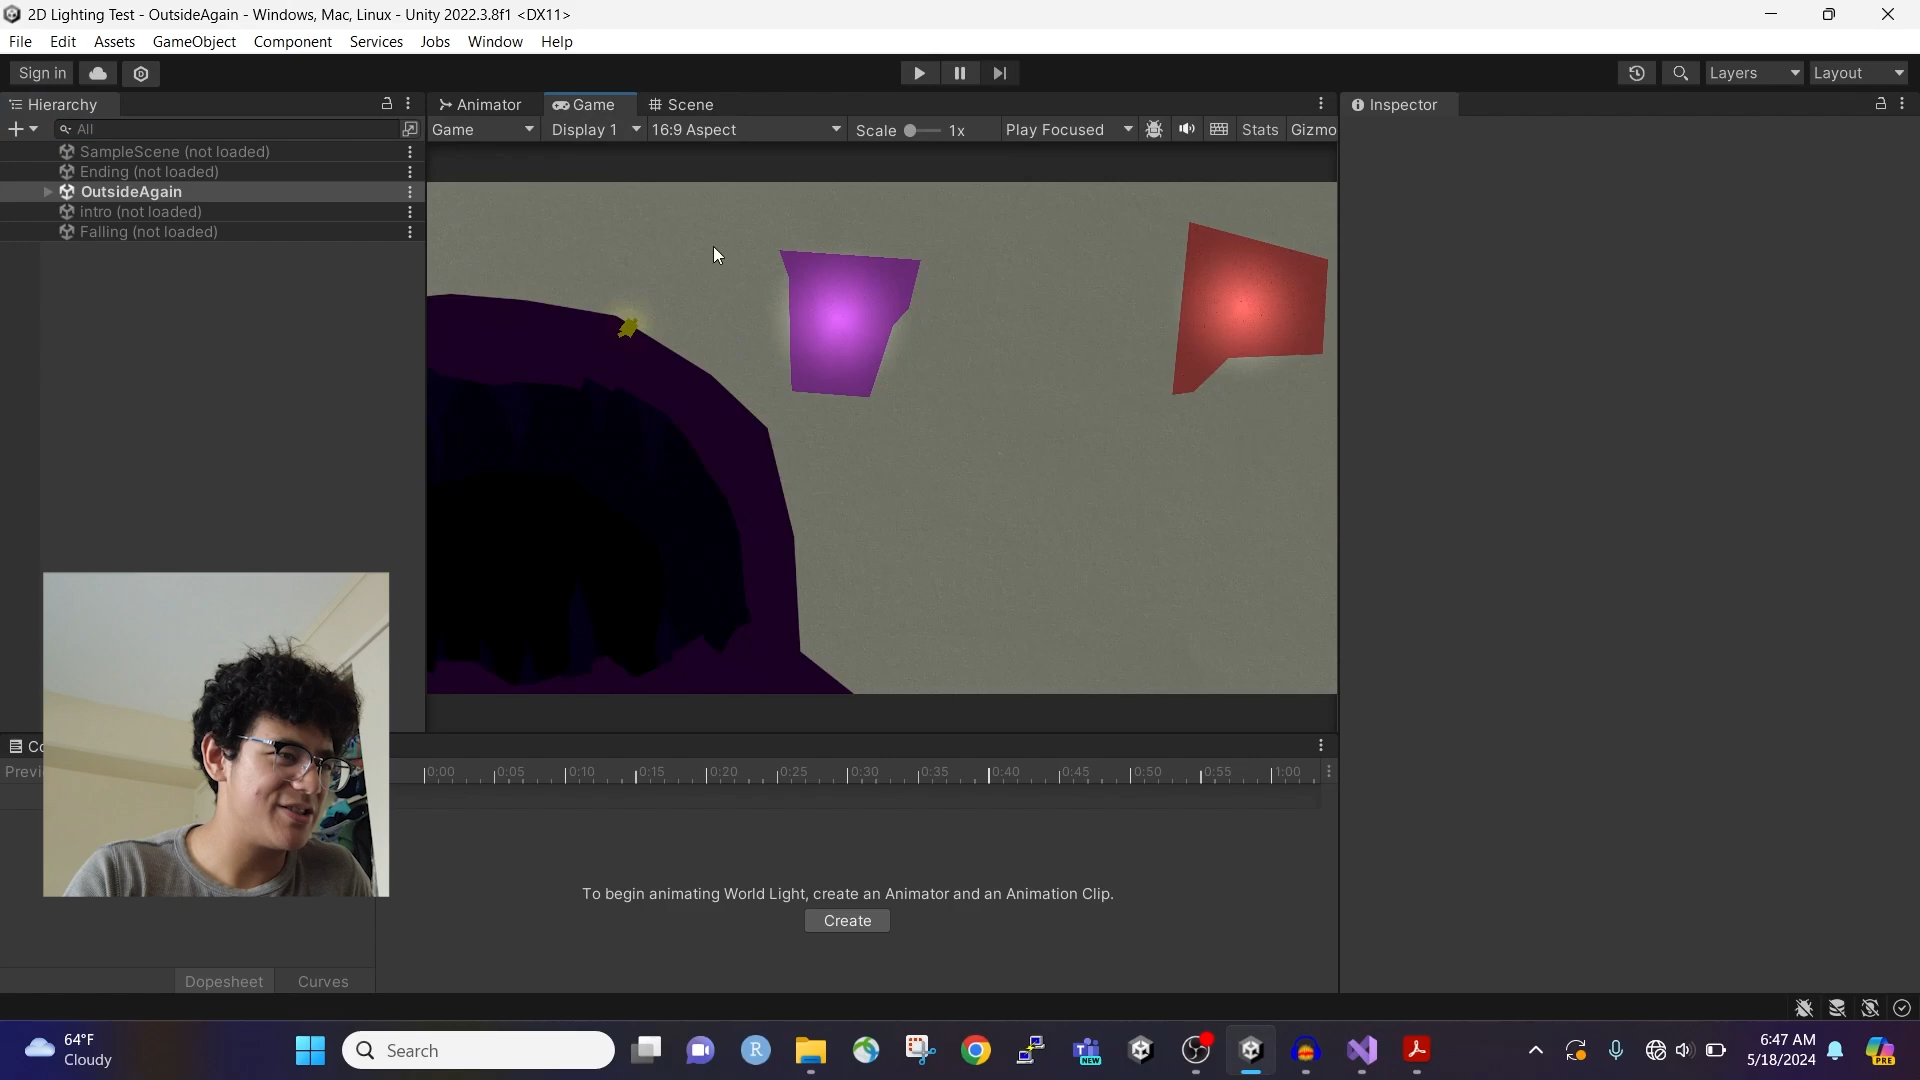 2D Lighting Test - OutsideAgain - Windows, Mac, Linux - Unity 2022.3.8f1 <DX11>
File Edit Assets GameObject Component Services Jobs Window Help
Sign in
Layers
Layout
Hierarchy
Animator
Game
Scene
Inspector
All
Game
Display 1
16:9 Aspect
Scale
1x
Play Focused
Stats
Gizmo
SampleScene (not loaded)
Ending (not loaded)
OutsideAgain
intro (not loaded)
Falling (not loaded)
Co
Previ
0:00 0:05 0:10 0:15 0:20 0:25 0:30 0:35 0:40 0:45 0:50 0:55 1:00
To begin animating World Light, create an Animator and an Animation Clip.
Create
Dopesheet
Curves
64°F
Cloudy
Search
R
NEW
6:47 AM
5/18/2024
PRE